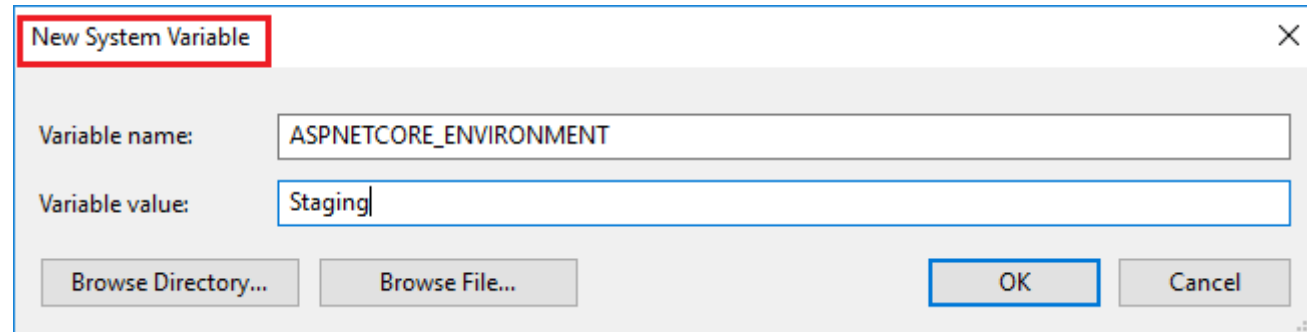 New System Variable
Variable name: ASPNETCORE_ENVIRONMENT
Variable value: Staging
Browse Directory... Browse File... OK Cancel